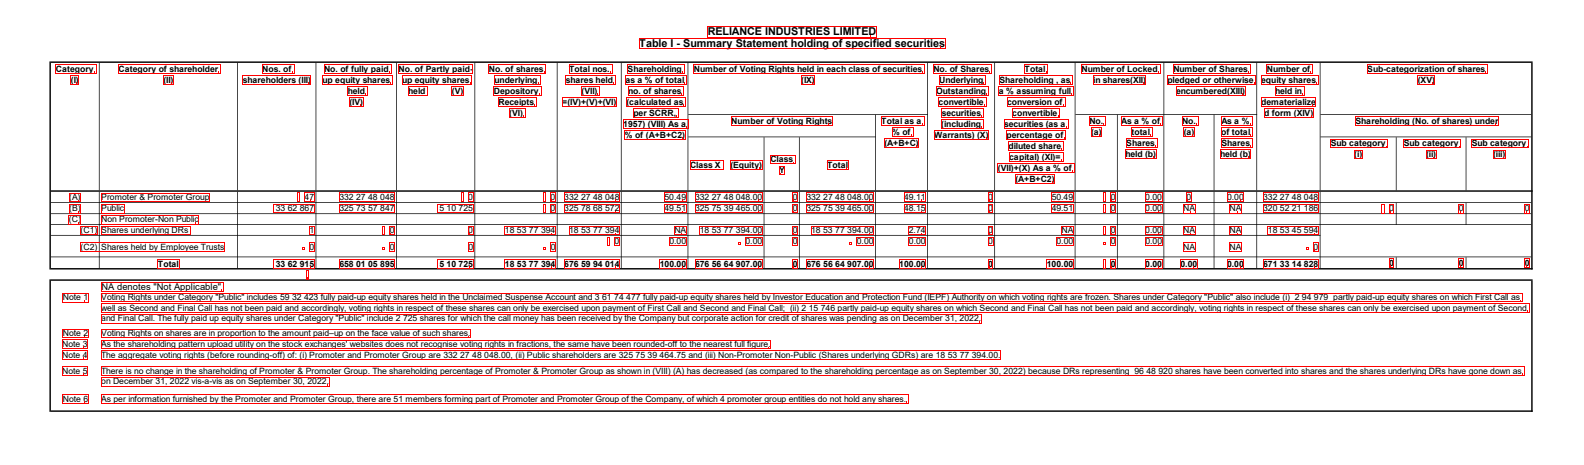 RELIANCE INDUSTRIES LIMITED
Table I - Summary Statement holding of specified securities
Category, (I)
Category of shareholder, (II)
Nos. of, shareholders (III)
No. of fully paid, up equity shares, held, (IV)
No. of Partly paid- up equity shares, held (V)
No. of shares, underlying, Depository, Receipts, (VI),
Total nos., shares held, (VII), =(IV)+(V)+(VI)
Shareholding, as a % of total, no. of shares, (calculated as, per SCRR,, 1957) (VIII) As a, % of (A+B+C2)
Number of Voting Rights held in each class of securities, (IX)
No. of Shares, Underlying, Outstanding, convertible, securities, (including, Warrants) (X)
Total, Shareholding , as, a % assuming full, conversion of, convertible, securities (as a, percentage of, diluted share, capital) (XI)=, (VII)+(X) As a % of, (A+B+C2)
Number of Locked, in shares(XII)
Number of Shares, pledged or otherwise, encumbered(XIII)
Number of, equity shares, held in, dematerialize d form (XIV)
Sub-categorization of shares, (XV)
Number of Voting Rights
Total as a, % of, (A+B+C)
No., (a)
As a % of, total, Shares, held (b)
No., (a)
As a % of total, Shares, held (b)
Shareholding (No. of shares) under
Class X (Equity)
Class, Y
Total
Sub category, (i)
Sub category, (ii)
Sub category, (iii)
(A) Promoter & Promoter Group 47 332 27 48 048 0 0 332 27 48 048 50.49 332 27 48 048.00 0 332 27 48 048.00 49.11 0 50.49 0 0.00 0 0.00 332 27 48 048
(B) Public 33 62 867 325 73 57 847 5 10 725 0 325 78 68 572 49.51 325 75 39 465.00 0 325 75 39 465.00 48.15 0 49.51 0 0.00 NA NA 320 52 21 186 0 0 0
(C) Non Promoter-Non Public
(C1) Shares underlying DRs 1 0 0 18 53 77 394 18 53 77 394 NA 18 53 77 394.00 0 18 53 77 394.00 2.74 0 NA 0 0.00 NA NA 18 53 45 594
(C2) Shares held by Employee Trusts 0 0 0 0 0 0.00 0.00 0 0.00 0.00 0 0.00 0 0.00 NA NA 0
Total 33 62 915 658 01 05 895 5 10 725 18 53 77 394 676 59 94 014 100.00 676 56 64 907.00 0 676 56 64 907.00 100.00 0 100.00 0 0.00 0.00 0.00 671 33 14 828 0 0 0
NA denotes "Not Applicable",
Note 1 Voting Rights under Category "Public" includes 59 32 423 fully paid-up equity shares held in the Unclaimed Suspense Account and 3 61 74 477 fully paid-up equity shares held by Investor Education and Protection Fund (IEPF) Authority on which voting rights are frozen. Shares under Category "Public" also include (i) 2 94 979 partly paid-up equity shares on which First Call as,
well as Second and Final Call has not been paid and accordingly, voting rights in respect of these shares can only be exercised upon payment of First Call and Second and Final Call; (ii) 2 15 746 partly paid-up equity shares on which Second and Final Call has not been paid and accordingly, voting rights in respect of these shares can only be exercised upon payment of Second,
and Final Call. The fully paid up equity shares under Category "Public" include 2 725 shares for which the call money has been received by the Company but corporate action for credit of shares was pending as on December 31, 2022,
Note 2 Voting Rights on shares are in proportion to the amount paid–up on the face value of such shares,
Note 3 As the shareholding pattern upload utility on the stock exchanges' websites does not recognise voting rights in fractions, the same have been rounded-off to the nearest full figure,
Note 4 The aggregate voting rights (before rounding-off) of: (i) Promoter and Promoter Group are 332 27 48 048.00, (ii) Public shareholders are 325 75 39 464.75 and (iii) Non-Promoter Non-Public (Shares underlying GDRs) are 18 53 77 394.00.
Note 5 There is no change in the shareholding of Promoter & Promoter Group. The shareholding percentage of Promoter & Promoter Group as shown in (VIII) (A) has decreased (as compared to the shareholding percentage as on September 30, 2022) because DRs representing 96 48 920 shares have been converted into shares and the shares underlying DRs have gone down as,
on December 31, 2022 vis-a-vis as on September 30, 2022,
Note 6 As per information furnished by the Promoter and Promoter Group, there are 51 members forming part of Promoter and Promoter Group of the Company, of which 4 promoter group entities do not hold any shares.,